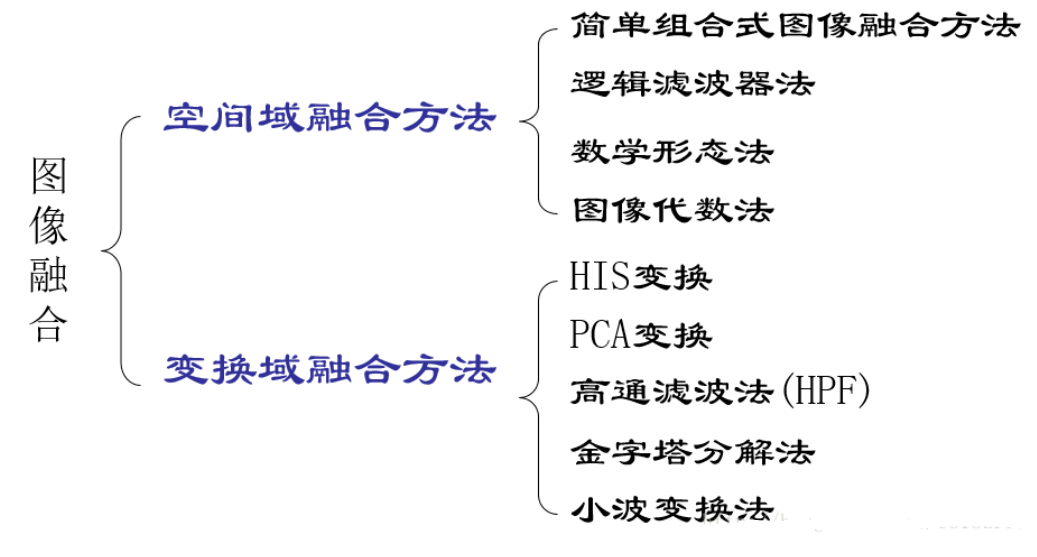 图像融合
空间域融合方法
简单组合式图像融合方法
逻辑滤波器法
数学形态法
图像代数法
变换域融合方法
HIS变换
PCA变换
高通滤波法(HPF)
金字塔分解法
小波变换法